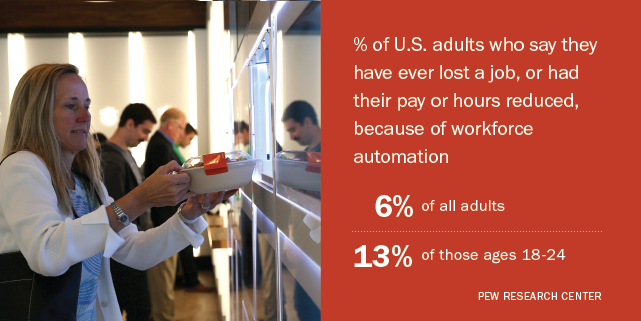 % of U.S. adults who say they
have ever lost a job, or had
their pay or hours reduced,
because of workforce
automation
6% of all adults
13% of those ages 18-24
PEW RESEARCH CENTER